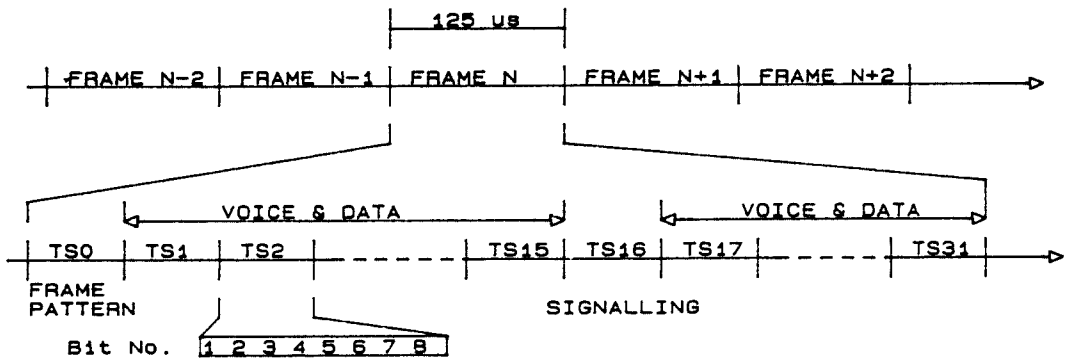 125 us
FRAME N-2 FRAME N-1 FRAME N FRAME N+1 FRAME N+2
VOICE & DATA VOICE & DATA
TS0 TS1 TS2 TS15 TS16 TS17 TS31
FRAME
PATTERN
SIGNALLING
Bit No. 1 2 3 4 5 6 7 8